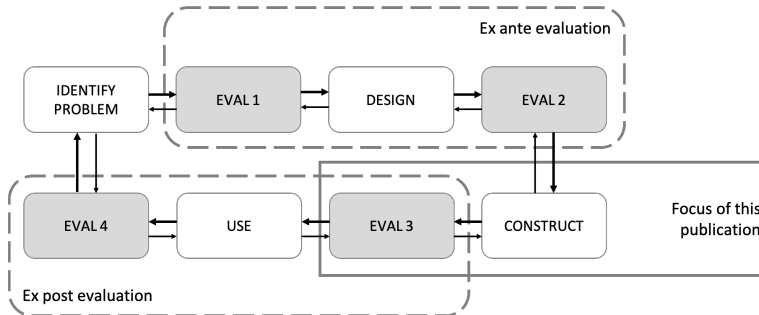 Ex ante evaluation
IDENTIFY
PROBLEM
EVAL 1
DESIGN
EVAL 2
EVAL 4
USE
EVAL 3
CONSTRUCT
Focus of this
publication
Ex post evaluation